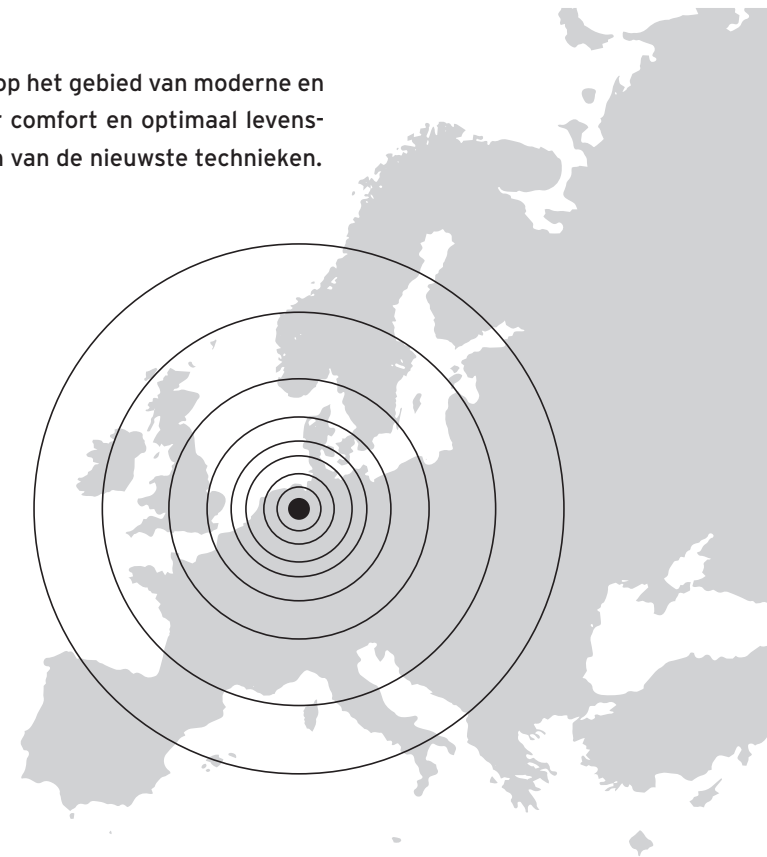 op het gebied van moderne en
comfort en optimaal levens-
van de nieuwste technieken.